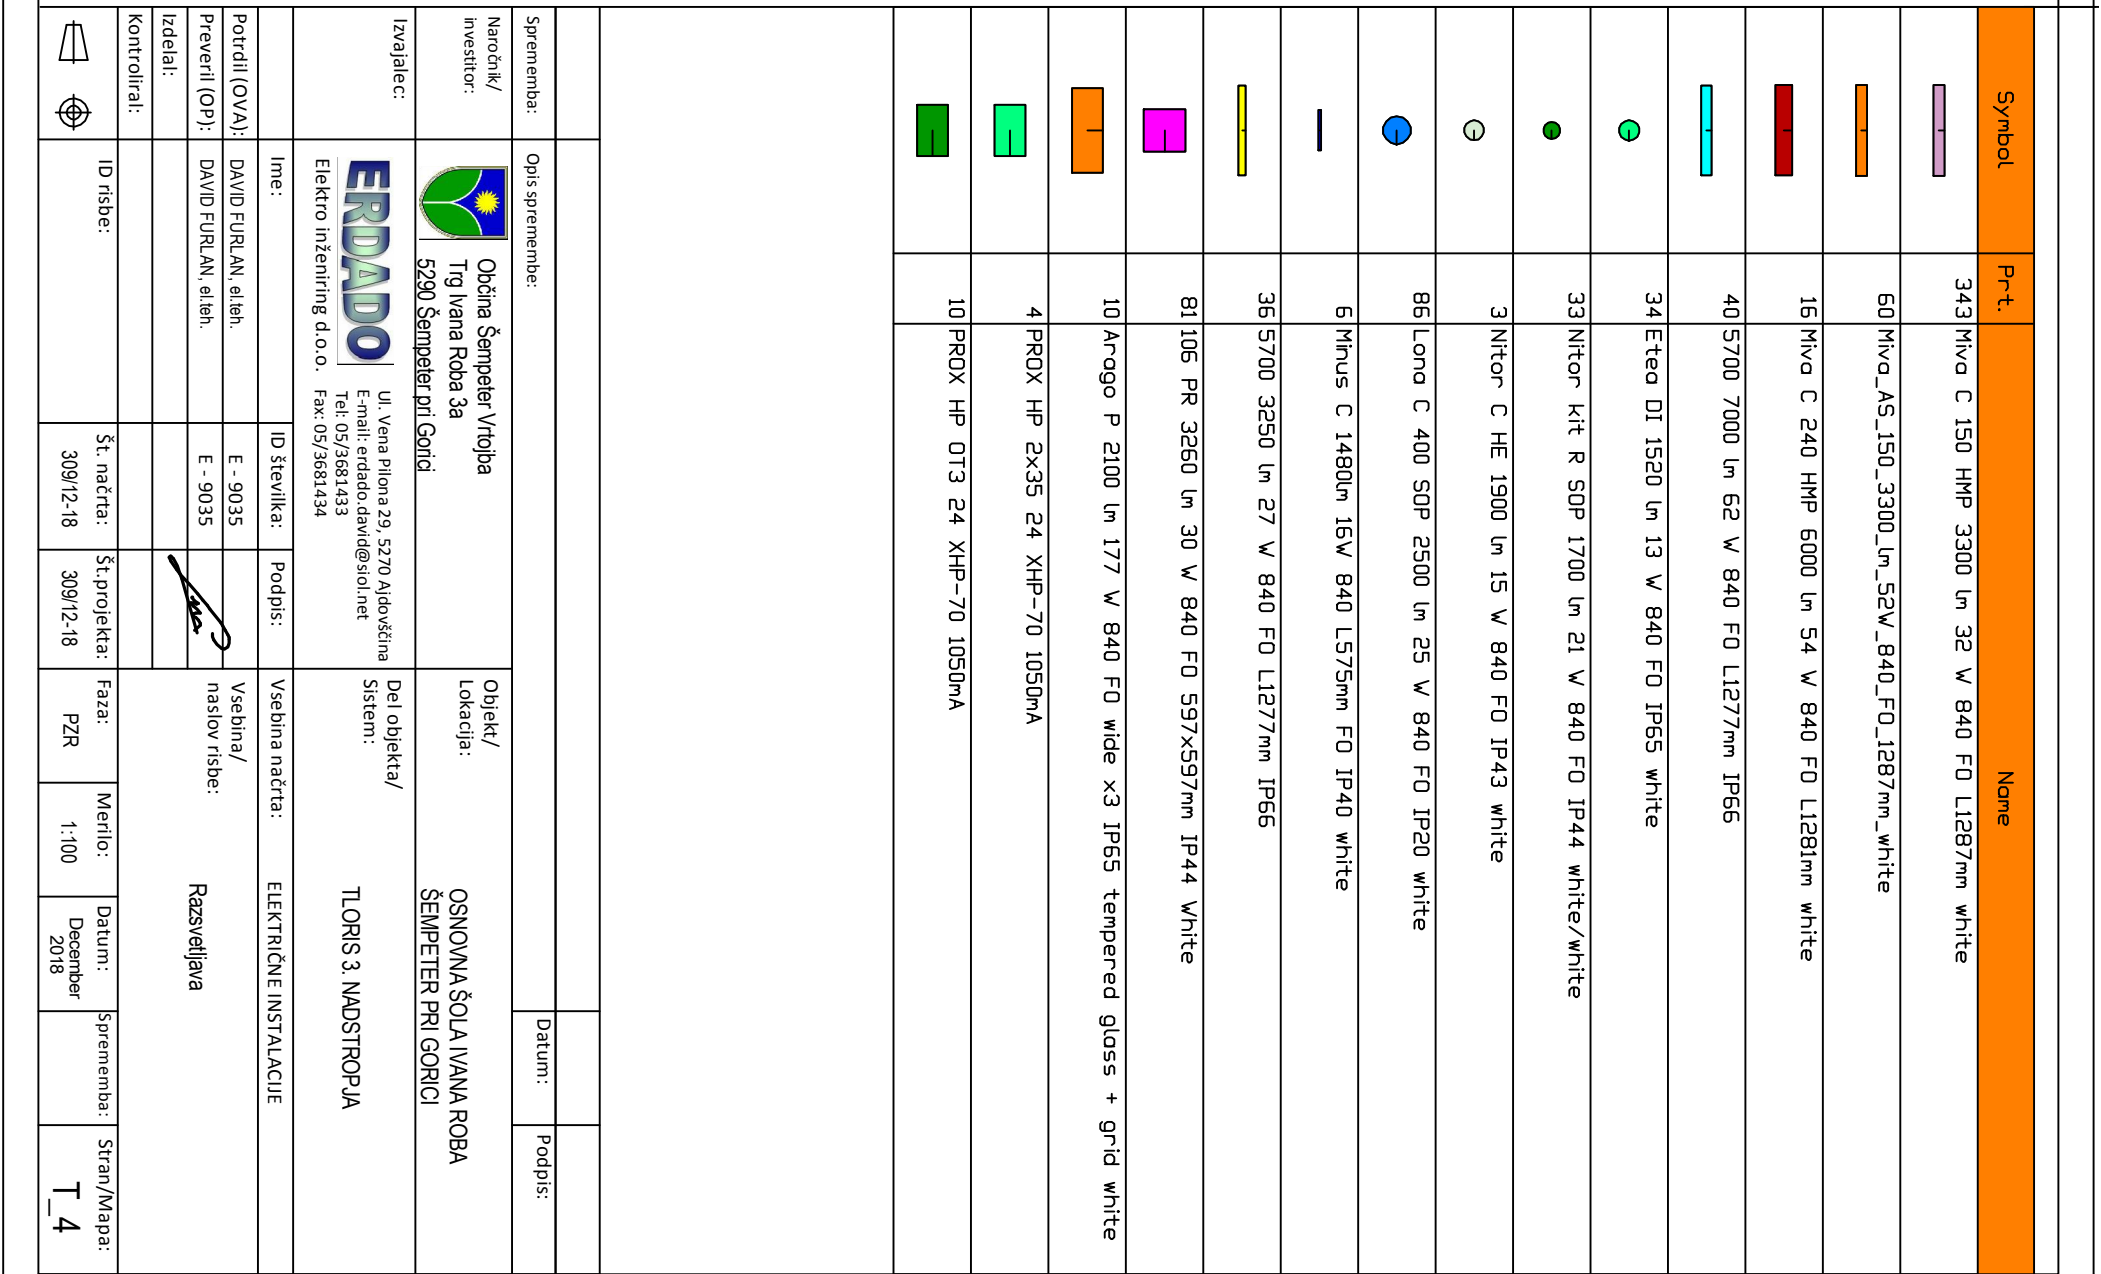 Symbol Prt. Name
343 Miva C 150 HMP 3300 lm 32 W 840 FO L1287mm white
60 Miva_AS_150_3300_lm_52W_840_FO_1287mm_white
16 Miva C 240 HMP 6000 lm 54 W 840 FO L1281mm white
40 5700 7000 lm 62 W 840 FO L1277mm IP66
34 Etea DI 1520 lm 13 W 840 FO IP65 white
33 Nitor kit R SOP 1700 lm 21 W 840 FO IP44 white/white
3 Nitor C HE 1900 lm 15 W 840 FO IP43 white
86 Lona C 400 SOP 2500 lm 25 W 840 FO IP20 white
6 Minus C 1480lm 16W 840 L575mm FO IP40 white
36 5700 3250 lm 27 W 840 FO L1277mm IP66
81 106 PR 3260 lm 30 W 840 FO 597x597mm IP44 White
10 Arago P 2100 lm 177 W 840 FO wide x3 IP65 tempered glass + grid white
4 PROX HP 2x35 24 XHP-70 1050mA
10 PROX HP OT3 24 XHP-70 1050mA
Sprememba: Opis spremembe: Datum: Podpis:
Naročnik/
investitor:
Občina Šempeter Vrtojba
Trg Ivana Roba 3a
5290 Šempeter pri Gorici
Objekt/
Lokacija:
OSNOVNA ŠOLA IVANA ROBA
ŠEMPETER PRI GORICI
Izvajalec:
ERDADO
Elektro inženiring d.o.o.
Ul. Vena Pilona 29, 5270 Ajdovščina
E-mail: erdado.david@siol.net
Tel: 05/3681433
Fax: 05/3681434
Del objekta/
Sistem:
TLORIS 3. NADSTROPJA
Ime: ID številka: Podpis:
Vsebina načrta: ELEKTRIČNE INSTALACIJE
Potrdil (OVA): DAVID FURLAN, el.teh. E - 9035
Preveril (OP): DAVID FURLAN, el.teh. E - 9035
Izdelal:
Kontroliral:
Vsebina/
naslov risbe:
Razsvetljava
ID risbe:
Št. načrta:
309/12-18
Št.projekta:
309/12-18
Faza:
PZR
Merilo:
1:100
Datum:
December
2018
Sprememba:
Stran/Mapa:
T_4